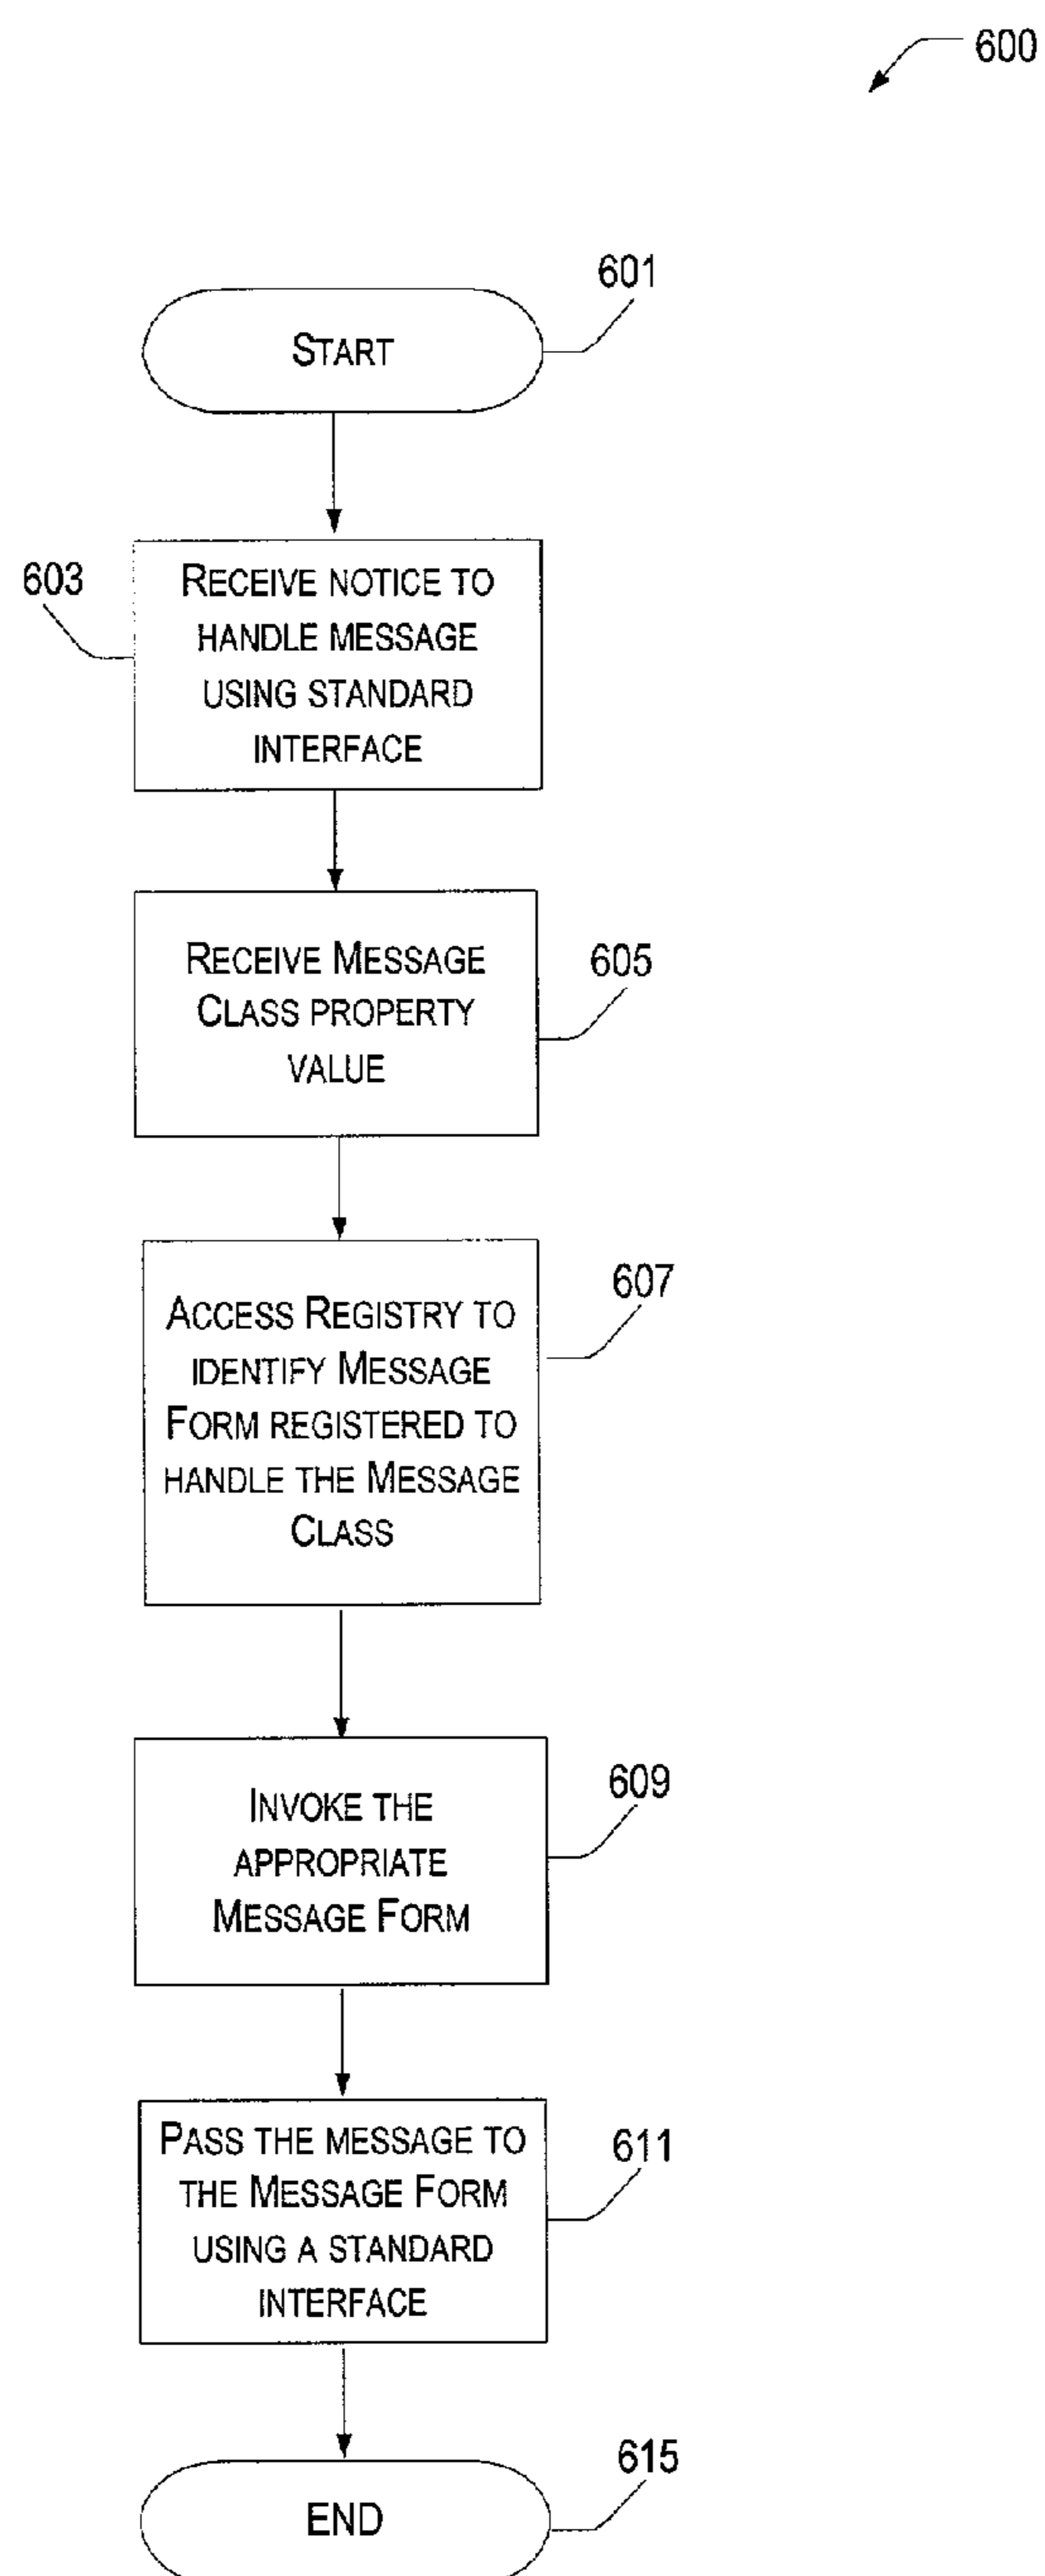 600
601
START
603
RECEIVE NOTICE TO
HANDLE MESSAGE
USING STANDARD
INTERFACE
RECEIVE MESSAGE
CLASS PROPERTY
VALUE
605
607
ACCESS REGISTRY TO
IDENTIFY MESSAGE
FORM REGISTERED TO
HANDLE THE MESSAGE
CLASS
609
INVOKE THE
APPROPRIATE
MESSAGE FORM
PASS THE MESSAGE TO
THE MESSAGE FORM
USING A STANDARD
INTERFACE
611
615
END